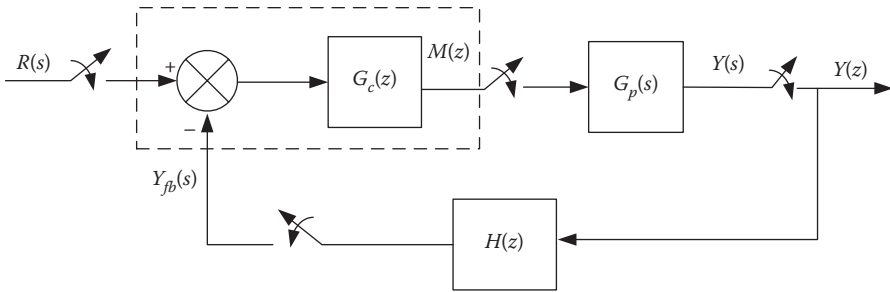 R(s)
+
−
G_c(z)
M(z)
G_p(s)
Y(s)
Y(z)
Y_fb(s)
H(z)